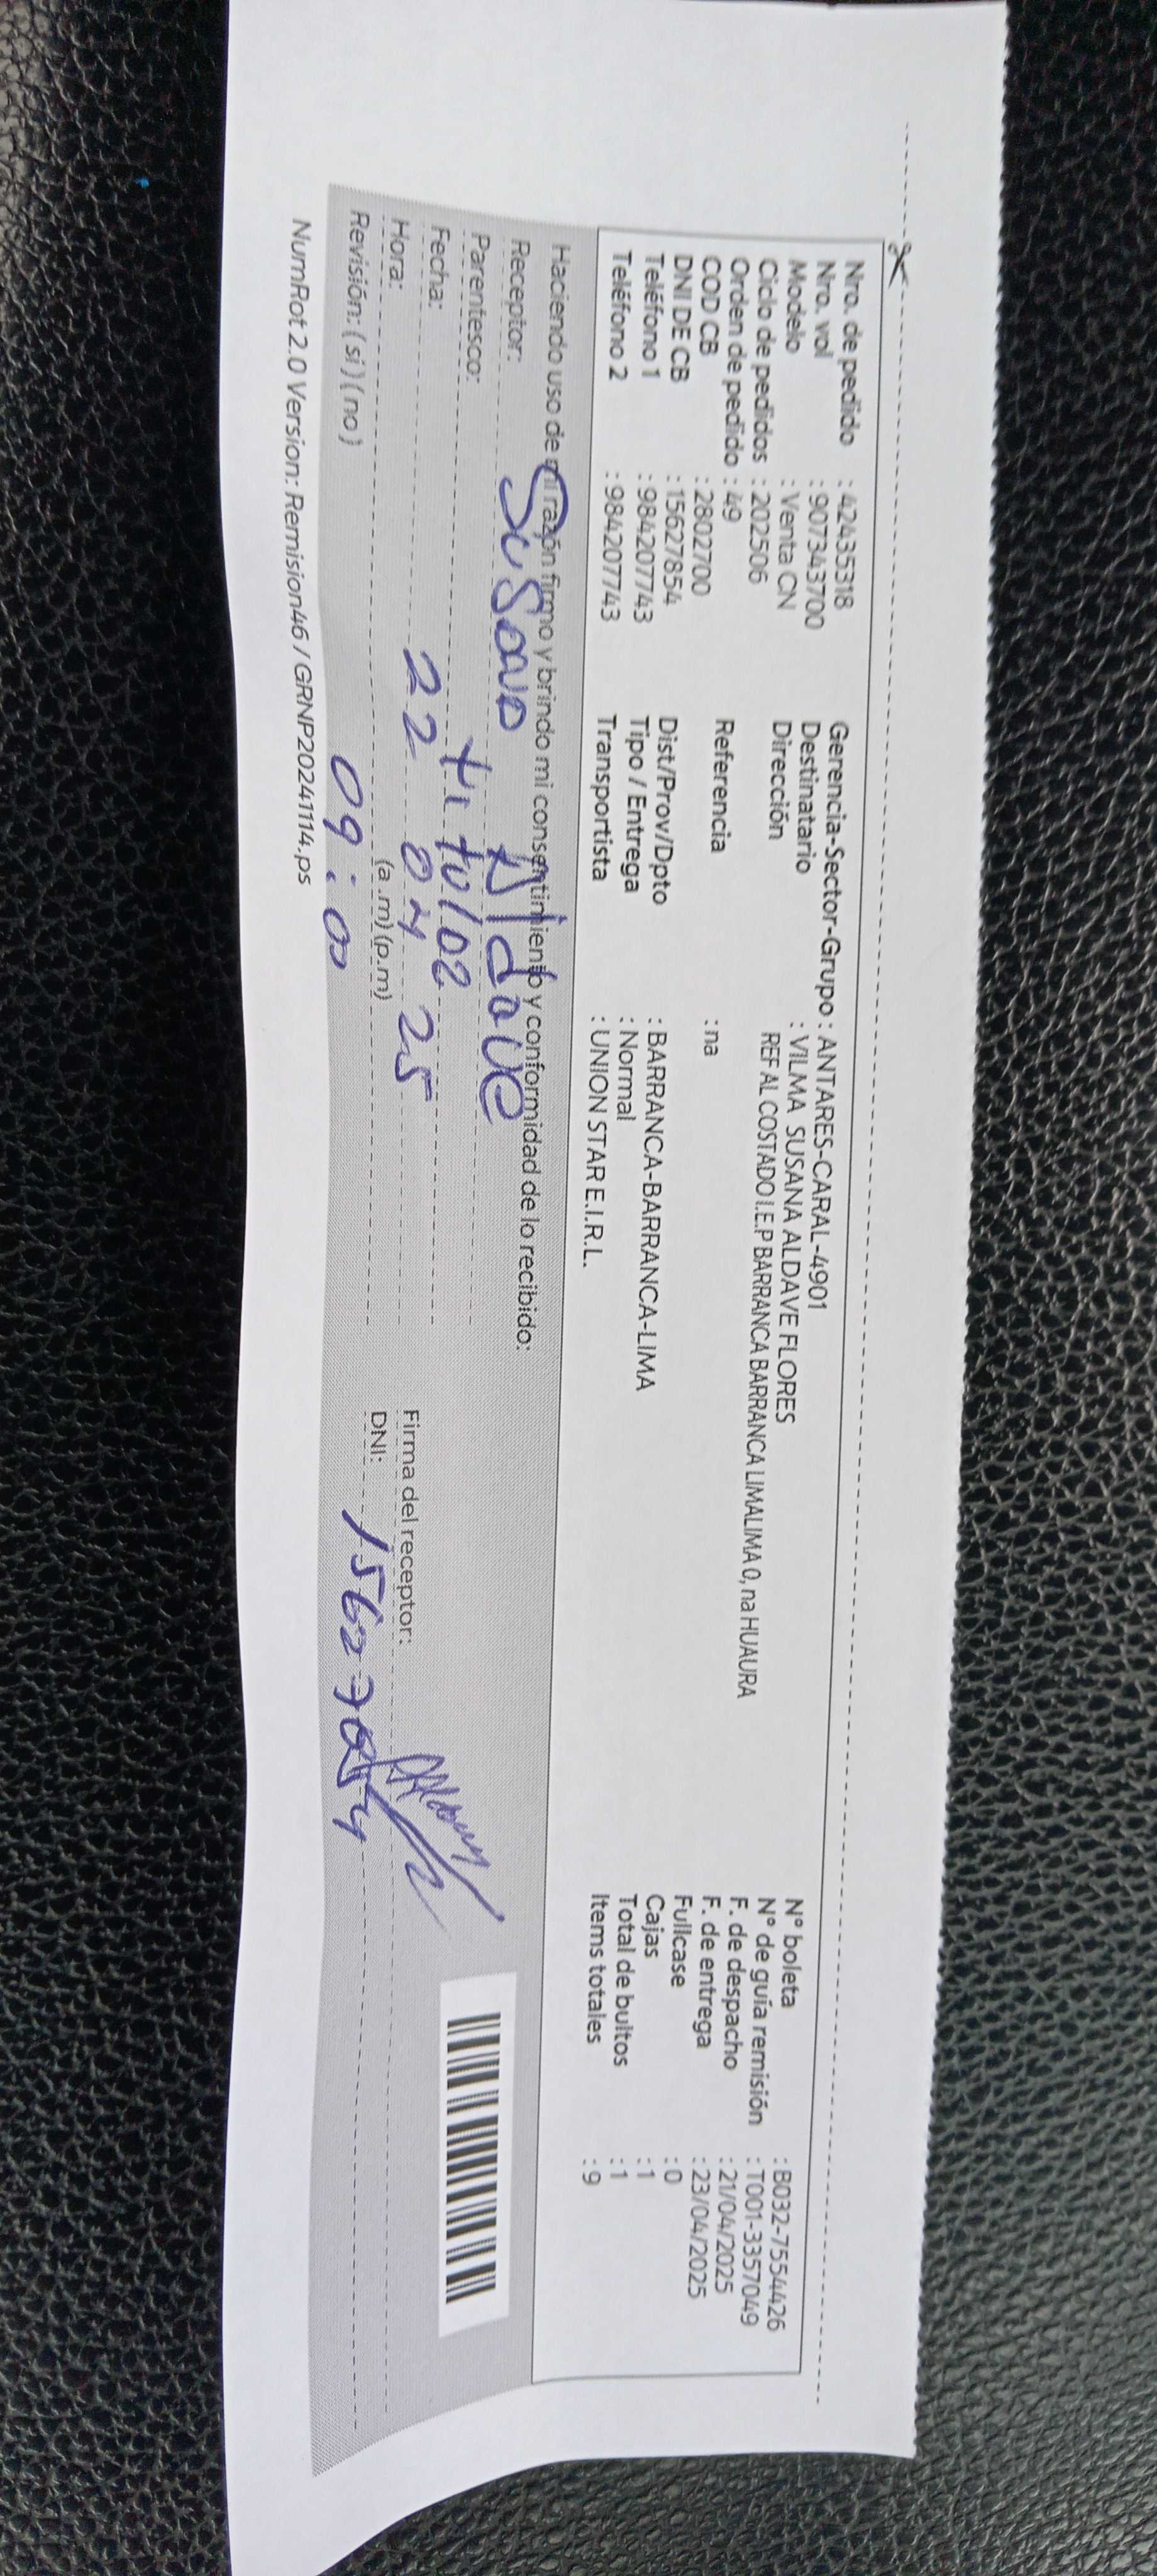 Nro. de pedido : 42435318
Nro. vol : 907343700
Modelo : Venta CN
Ciclo de pedidos : 202506
Orden de pedido : 49
COD CB : 2802700
DNI DE CB : 15627854
Teléfono 1 : 984207743
Teléfono 2 : 984207743
Gerencia-Sector-Grupo : ANTARES-CARAL-4901
Destinatario : VILMA SUSANA ALDAVE FLORES
Dirección REF AL COSTADO I.E.P BARRANCA BARRANCA LIMALIMA 0, na HUAURA
Referencia : na
Dist/Prov/Dpto : BARRANCA-BARRANCA-LIMA
Tipo / Entrega : Normal
Transportista : UNION STAR E.I.R.L.
N° boleta : B032-7554426
N° de guía remisión : T001-3357049
F. de despacho : 21/04/2025
F. de entrega : 23/04/2025
Fullcase : 0
Cajas : 1
Total de bultos : 1
Items totales : 9
Haciendo uso de mi razón firmo y brindo mi consentimiento y conformidad de lo recibido:
Receptor: Susana Aldave
Parentesco: titular
Fecha: 22 04 25
Hora: 09:00 (a .m) (p.m)
Revisión: ( si ) ( no )
Firma del receptor:
DNI: 15627854
NumRot 2.0 Version: Remision46 / GRNP20241114.ps